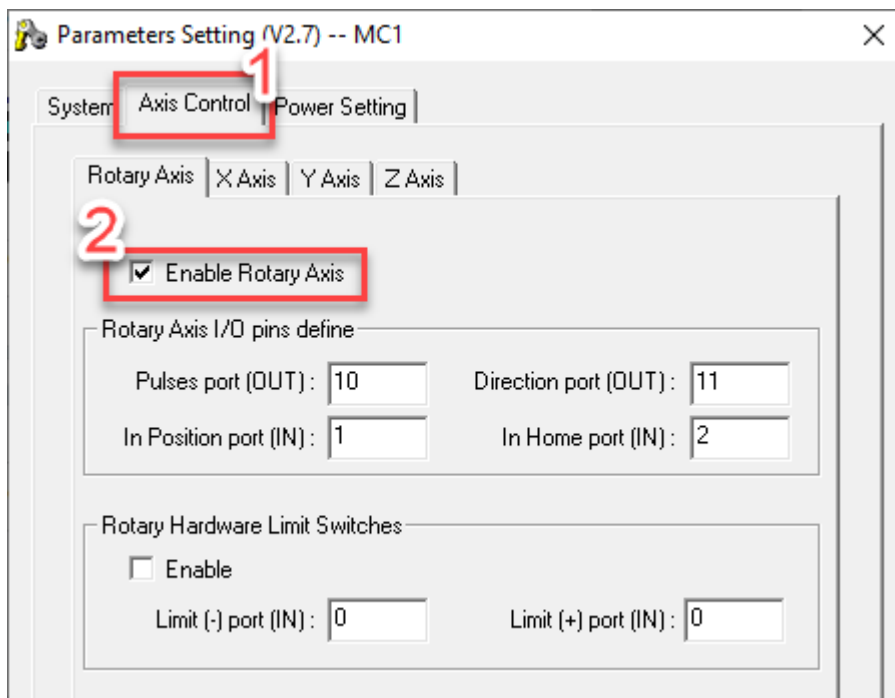 Parameters Setting (V2.7) -- MC1
1
System Axis Control Power Setting
Rotary Axis X Axis Y Axis Z Axis
2
Enable Rotary Axis
Rotary Axis I/O pins define
Pulses port (OUT) : 10 Direction port (OUT) : 11
In Position port (IN) : 1 In Home port (IN) : 2
Rotary Hardware Limit Switches
Enable
Limit (-) port (IN) : 0 Limit (+) port (IN) : 0